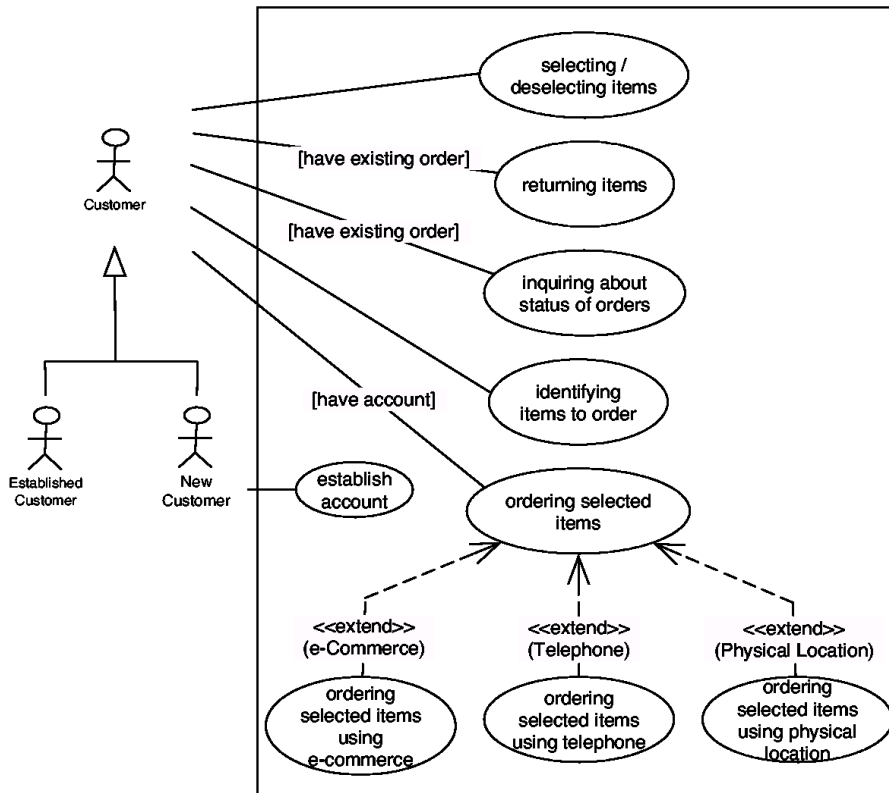 selecting /
deselecting items
[have existing order]
returning items
Customer
[have existing order]
inquiring about
status of orders
identifying
items to order
[have account]
Established
Customer
New
Customer
establish
account
ordering selected
items
<<extend>>
(e-Commerce)
<<extend>>
(Telephone)
<<extend>>
(Physical Location)
ordering
selected items
using
e-commerce
ordering
selected items
using telephone
ordering
selected items
using physical
location